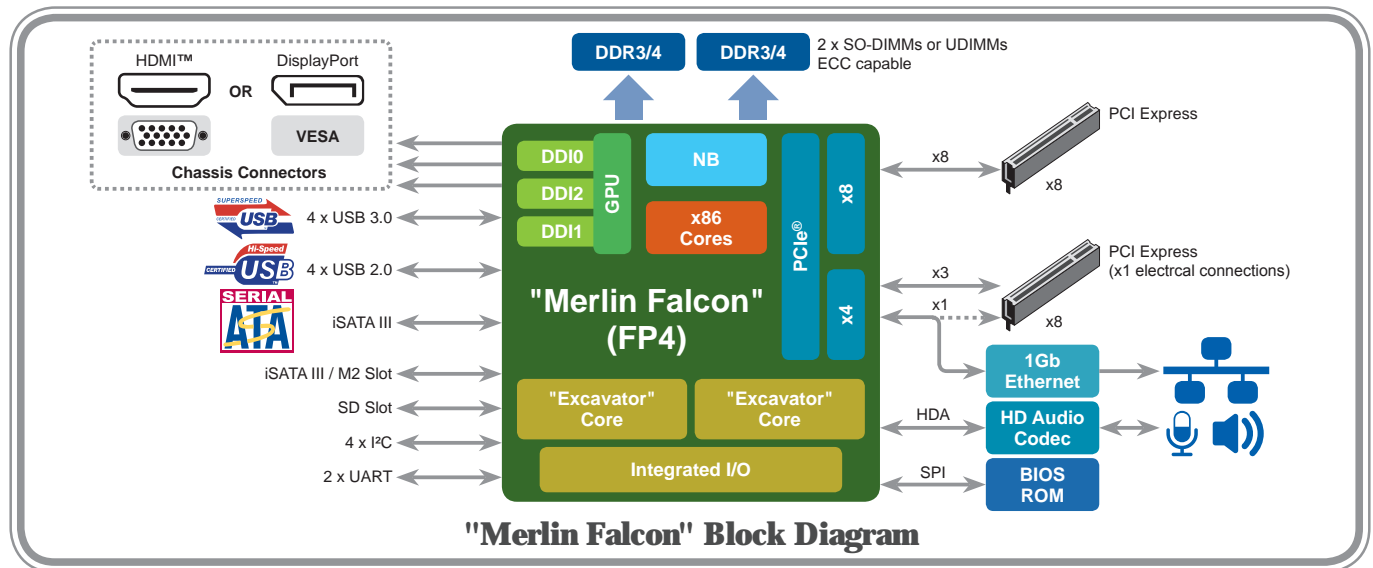 HDMI™
DisplayPort
OR
VESA
Chassis Connectors
DDR3/4
DDR3/4
2 x SO-DIMMs or UDIMMs
ECC capable
SUPERSPEED
CERTIFIED
USB
4 x USB 3.0
Hi-Speed
CERTIFIED
USB
™
4 x USB 2.0
SERIAL
ATA
iSATA III
iSATA III / M2 Slot
SD Slot
4 x I²C
2 x UART
DDI0
DDI2
DDI1
GPU
NB
x86
Cores
PCIe®
x8
x4
"Merlin Falcon"
(FP4)
"Excavator"
Core
"Excavator"
Core
Integrated I/O
x8
PCI Express
x8
x3
x1
PCI Express
(x1 electrcal connections)
x8
1Gb
Ethernet
HDA
HD Audio
Codec
SPI
BIOS
ROM
"Merlin Falcon" Block Diagram